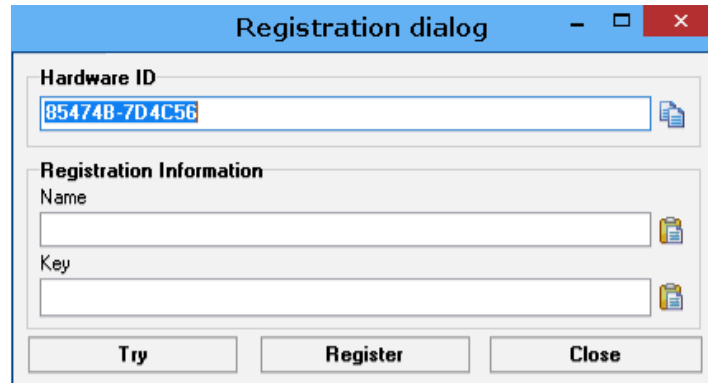 Registration dialog
Hardware ID
85474B-7D4C56
Registration Information
Name
Key
Try
Register
Close